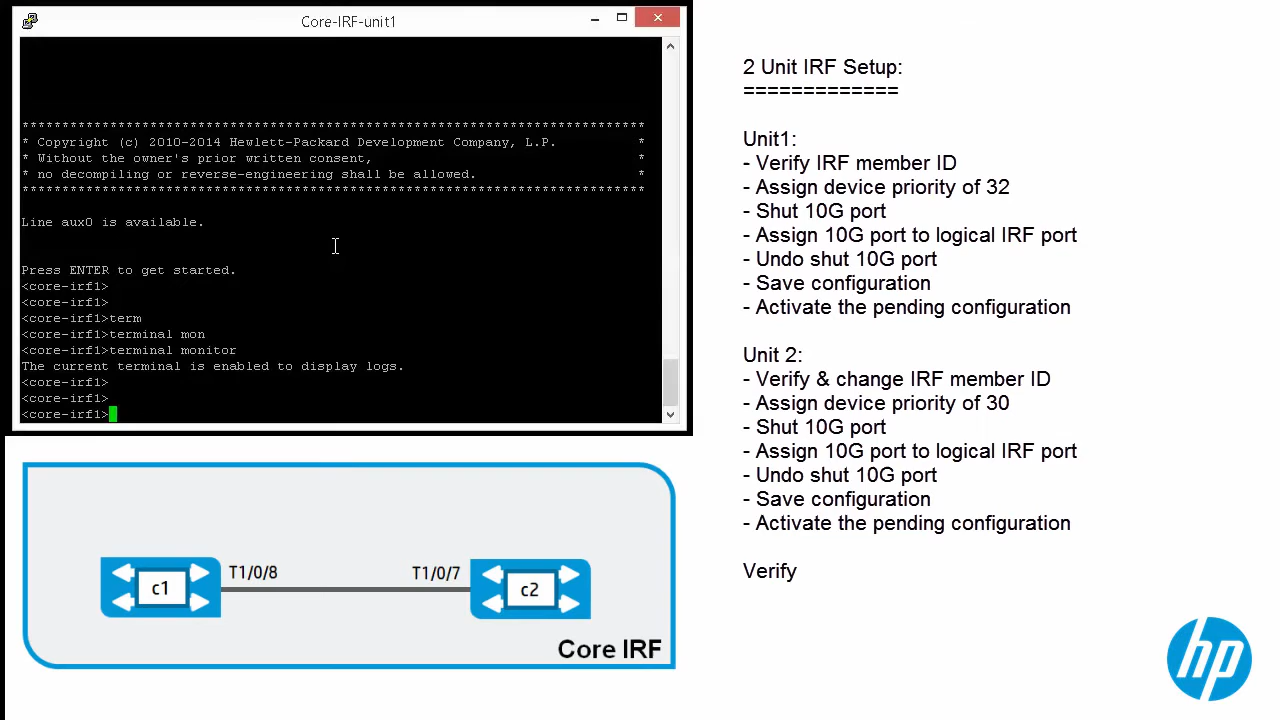 Core-IRF-unit1
********************************************************************************
* Copyright (c) 2010-2014 Hewlett-Packard Development Company, L.P. *
* Without the owner's prior written consent, *
* no decompiling or reverse-engineering shall be allowed. *
********************************************************************************
Line aux0 is available.
Press ENTER to get started.
<core-irf1>
<core-irf1>
<core-irf1>term
<core-irf1>terminal mon
<core-irf1>terminal monitor
The current terminal is enabled to display logs.
<core-irf1>
<core-irf1>
<core-irf1>
c1
T1/0/8
T1/0/7
c2
Core IRF
2 Unit IRF Setup:
=============
Unit1:
- Verify IRF member ID
- Assign device priority of 32
- Shut 10G port
- Assign 10G port to logical IRF port
- Undo shut 10G port
- Save configuration
- Activate the pending configuration
Unit 2:
- Verify & change IRF member ID
- Assign device priority of 30
- Shut 10G port
- Assign 10G port to logical IRF port
- Undo shut 10G port
- Save configuration
- Activate the pending configuration
Verify
hp